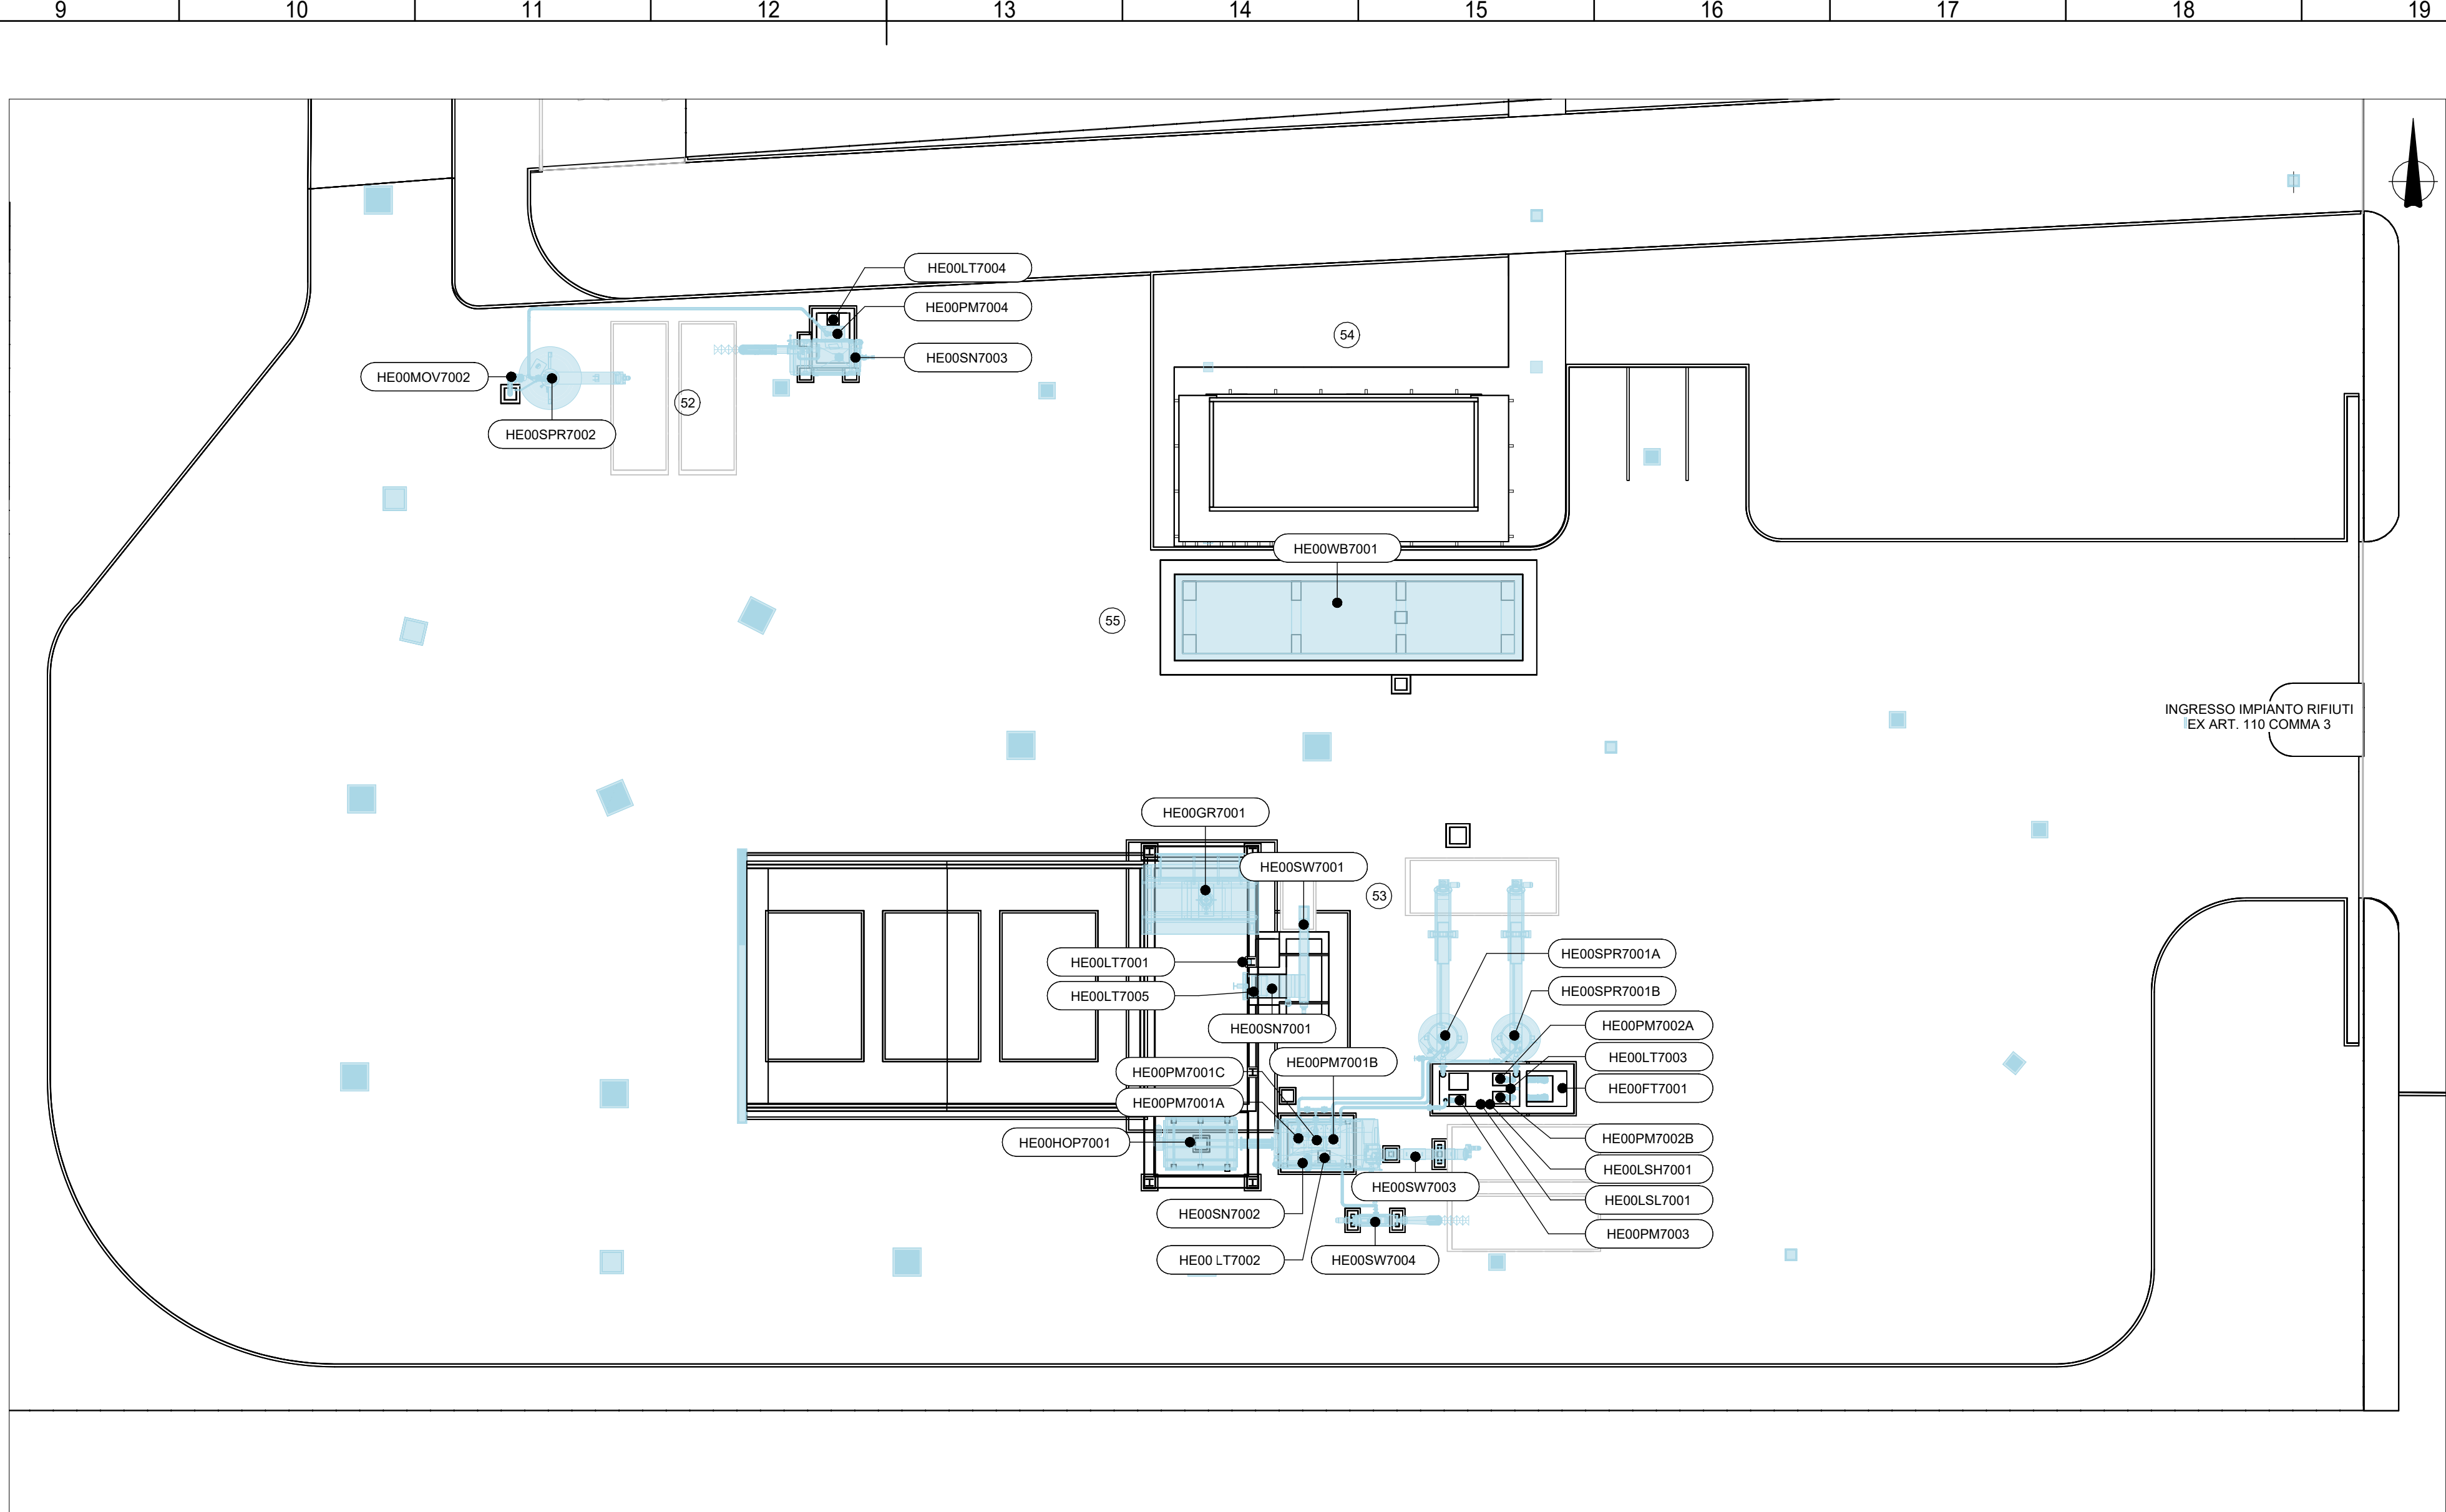 9 10 11 12 13 14 15 16 17 18 19
HE00LT7004
HE00PM7004
HE00SN7003
54
HE00MOV7002
52
HE00SPR7002
HE00WB7001
55
INGRESSO IMPIANTO RIFIUTI
EX ART. 110 COMMA 3
HE00GR7001
HE00SW7001
53
HE00SPR7001A
HE00LT7001
HE00SPR7001B
HE00LT7005
HE00SN7001
HE00PM7002A
HE00LT7003
HE00PM7001B
HE00PM7001C
HE00FT7001
HE00PM7001A
HE00HOP7001
HE00PM7002B
HE00LSH7001
HE00SW7003
HE00LSL7001
HE00SN7002
HE00PM7003
HE00 LT7002
HE00SW7004